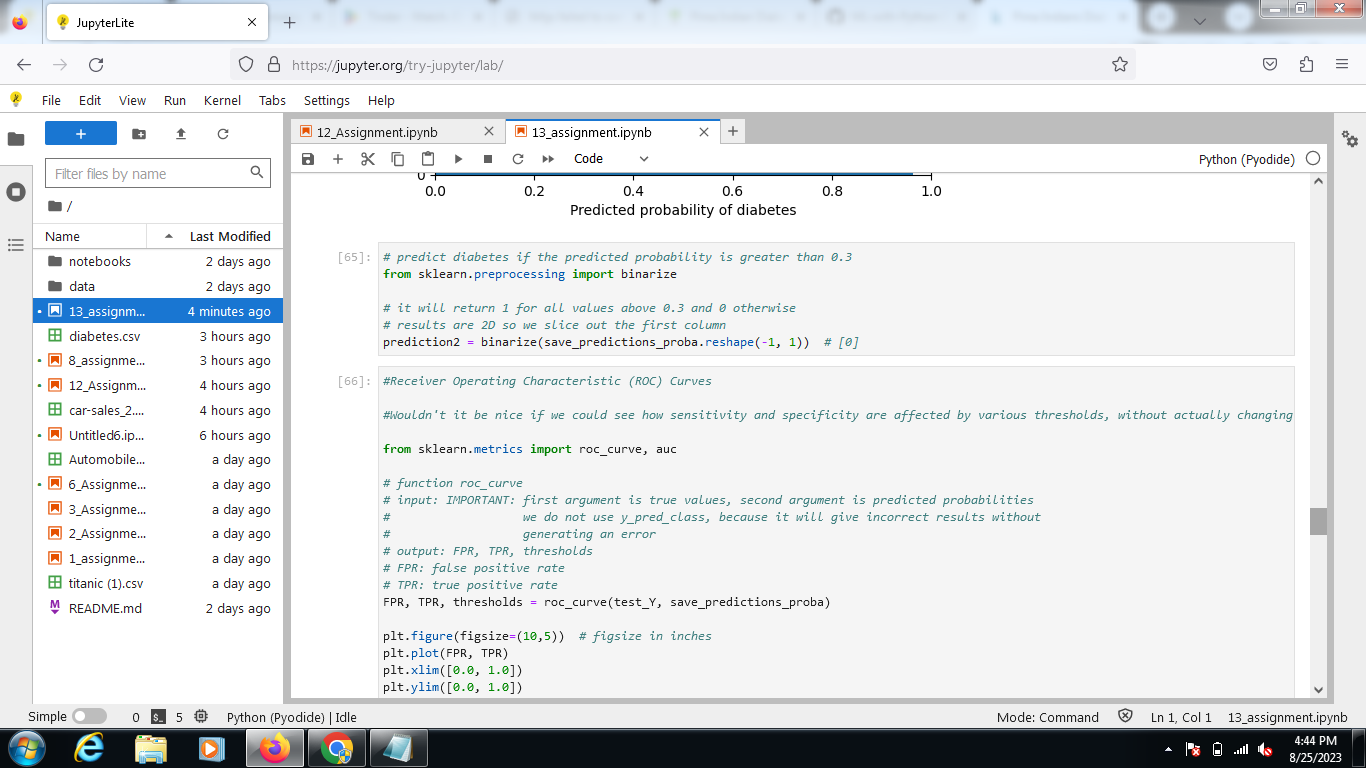 JupyterLite
https://jupyter.org/try-jupyter/lab/
File Edit View Run Kernel Tabs Settings Help
12_Assignment.ipynb
13_assignment.ipynb
Code
Python (Pyodide)
Filter files by name
/
Name Last Modified
notebooks 2 days ago
data 2 days ago
13_assignm... 4 minutes ago
diabetes.csv 3 hours ago
8_assignme... 3 hours ago
12_Assignm... 4 hours ago
car-sales_2.... 4 hours ago
Untitled6.ip... 6 hours ago
Automobile... a day ago
6_Assignme... a day ago
3_Assignme... a day ago
2_Assignme... a day ago
1_assignme... a day ago
titanic (1).csv a day ago
README.md 2 days ago
0
0.0 0.2 0.4 0.6 0.8 1.0
Predicted probability of diabetes
[65]:
# predict diabetes if the predicted probability is greater than 0.3
from sklearn.preprocessing import binarize
# it will return 1 for all values above 0.3 and 0 otherwise
# results are 2D so we slice out the first column
prediction2 = binarize(save_predictions_proba.reshape(-1, 1))  # [0]
[66]:
#Receiver Operating Characteristic (ROC) Curves
#Wouldn't it be nice if we could see how sensitivity and specificity are affected by various thresholds, without actually changing
from sklearn.metrics import roc_curve, auc
# function roc_curve
# input: IMPORTANT: first argument is true values, second argument is predicted probabilities
#                   we do not use y_pred_class, because it will give incorrect results without
#                   generating an error
# output: FPR, TPR, thresholds
# FPR: false positive rate
# TPR: true positive rate
FPR, TPR, thresholds = roc_curve(test_Y, save_predictions_proba)
plt.figure(figsize=(10,5))  # figsize in inches
plt.plot(FPR, TPR)
plt.xlim([0.0, 1.0])
plt.ylim([0.0, 1.0])
Simple 0 5 Python (Pyodide) | Idle
Mode: Command Ln 1, Col 1 13_assignment.ipynb
4:44 PM
8/25/2023